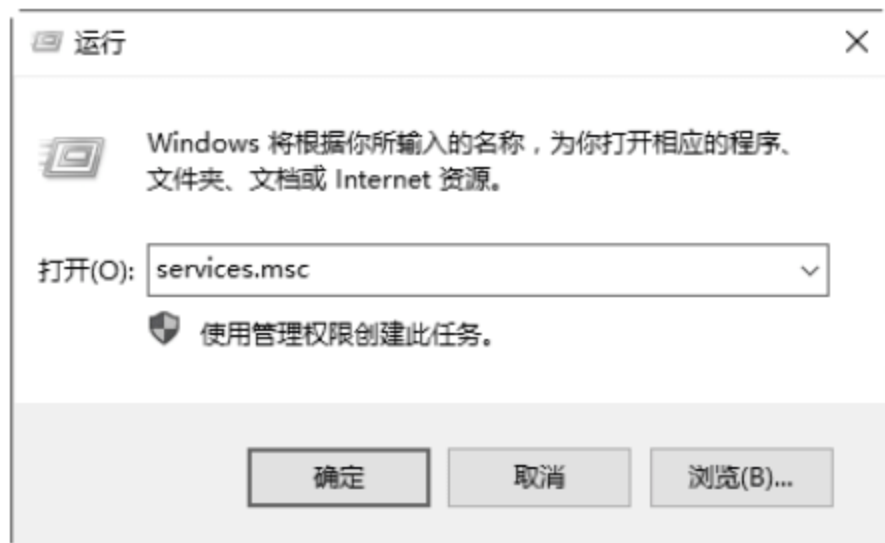 运行
Windows 将根据你所输入的名称，为你打开相应的程序、
文件夹、文档或 Internet 资源。
打开(O): services.msc
使用管理权限创建此任务。
确定 取消 浏览(B)...